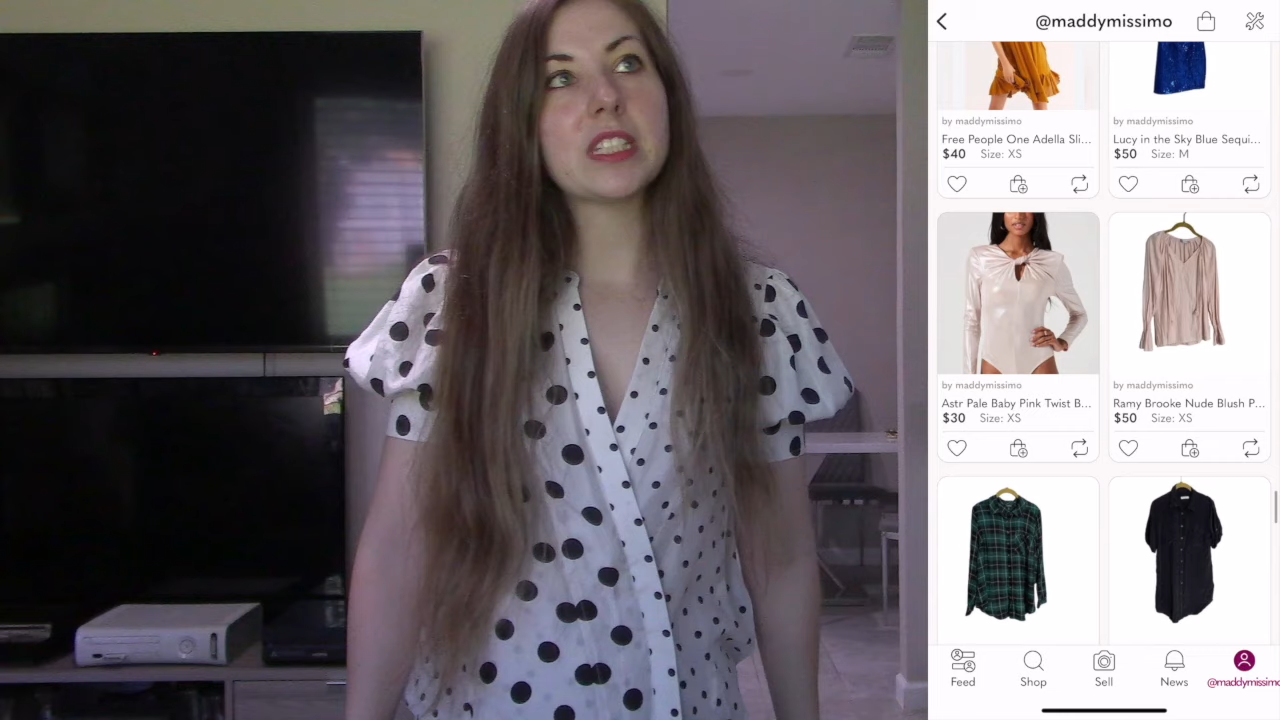 @maddymissimo
by maddymissimo
Free People One Adella Sli...
$40 Size: XS
by maddymissimo
Lucy in the Sky Blue Sequi...
$50 Size: M
by maddymissimo
Astr Pale Baby Pink Twist B...
$30 Size: XS
by maddymissimo
Ramy Brooke Nude Blush P...
$50 Size: XS
Feed
Shop
Sell
News
@maddymissimo